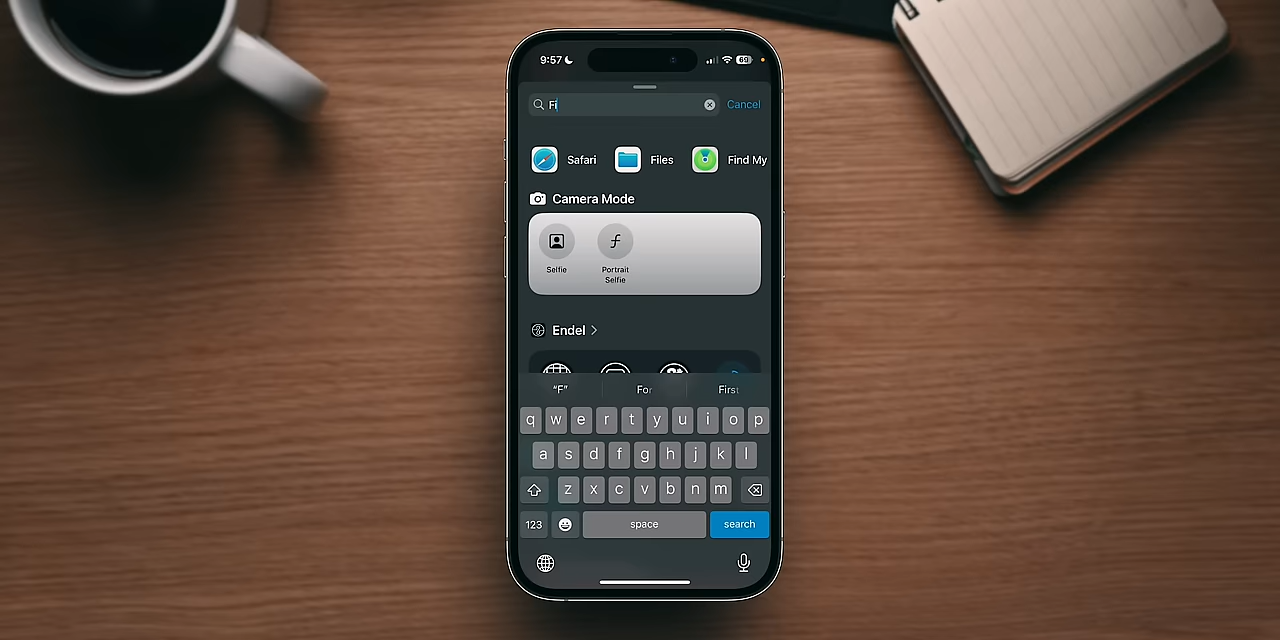 9:57
69
Fi
Cancel
Safari
Files
Find My
Camera Mode
Selfie
Portrait
Selfie
Endel
"F"
For
First
q w e r t y u i o p
a s d f g h j k l
z x c v b n m
123
space
search